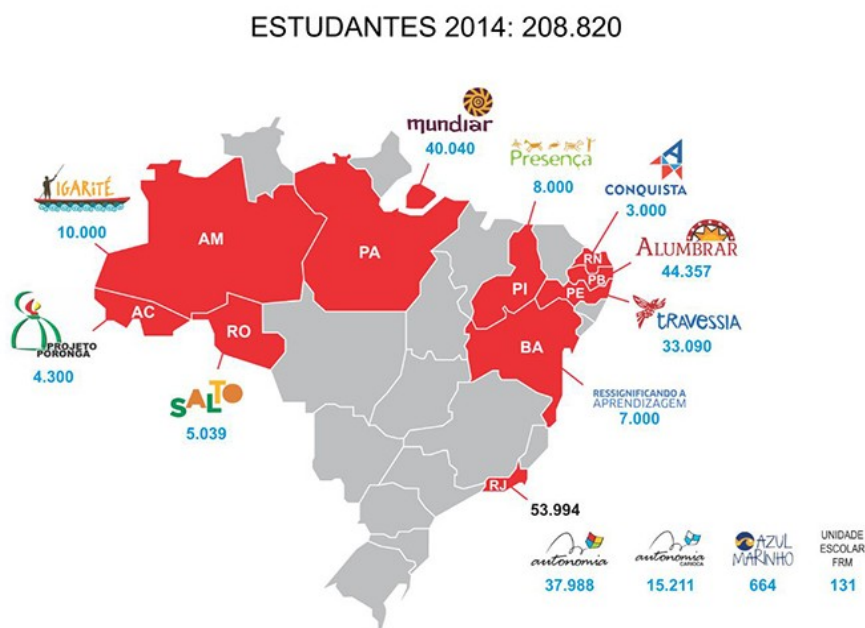 ESTUDANTES 2014: 208.820
mundiar
40.040
Presença
8.000
CONQUISTA
3.000
IGARITÉ
10.000
ALUMBRAR
44.357
AM
PA
RN
PB
PE
PI
travessia
33.090
AC
RO
BA
PROJETO
PORONGA
4.300
SALTO
5.039
RESSIGNIFICANDO A
APRENDIZAGEM
7.000
RJ
53.994
autonomia
37.988
autonomia
CARIOCA
15.211
AZUL
MARINHO
664
UNIDADE
ESCOLAR
FRM
131